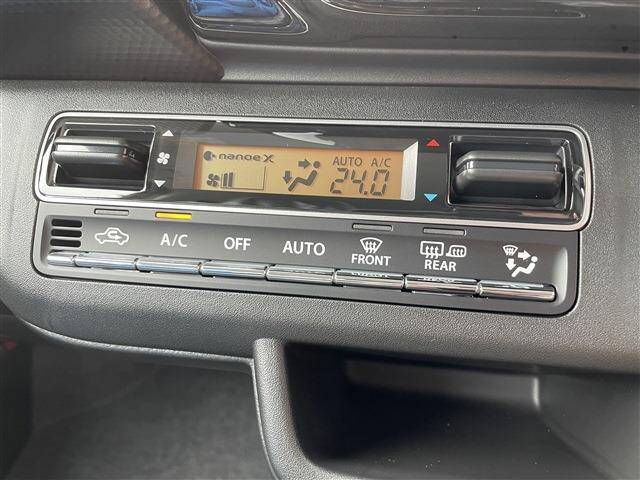 nanoe X
AUTO A/C
24.0
A/C
OFF
AUTO
FRONT
REAR